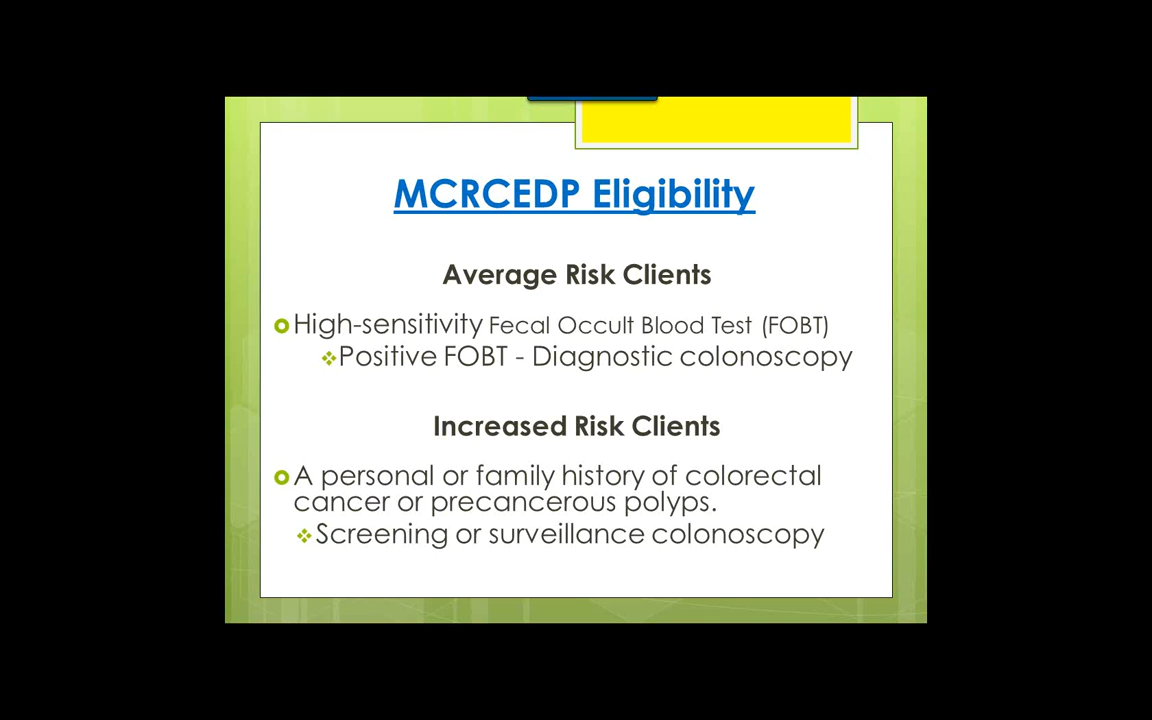 MCRCEDP Eligibility
Average Risk Clients
High-sensitivity Fecal Occult Blood Test (FOBT)
Positive FOBT - Diagnostic colonoscopy
Increased Risk Clients
A personal or family history of colorectal
cancer or precancerous polyps.
Screening or surveillance colonoscopy